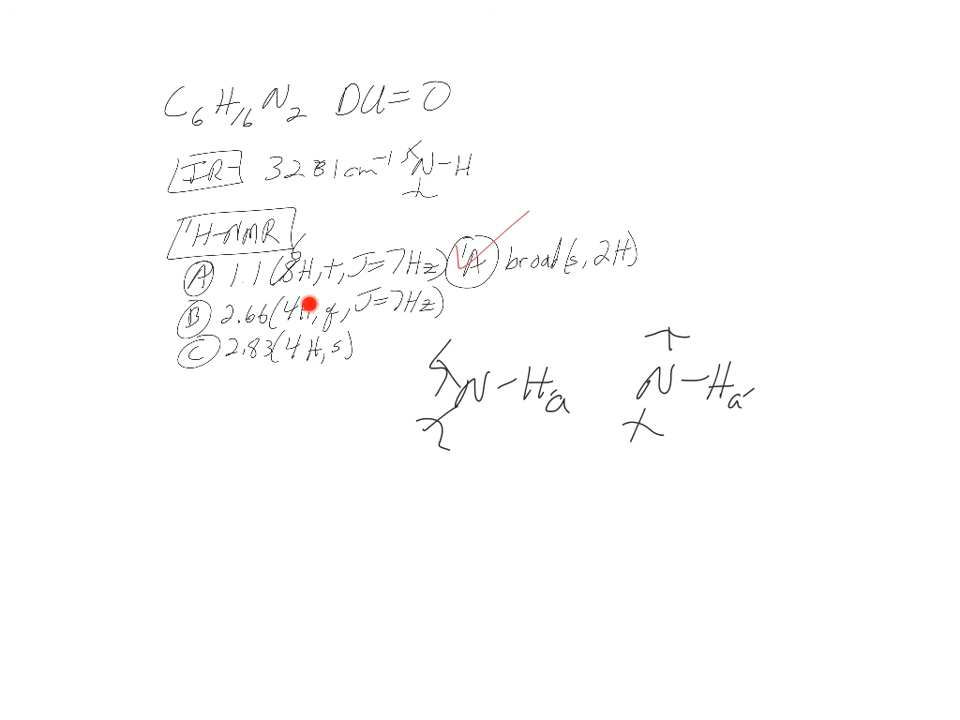 C6H16N2 DU=0
IR 3281cm-1 N-H
1H-NMR
A 1.1(8H,t,J=7Hz) A broad(s,2H)
B 2.66(4H,q,J=7Hz)
C 2.83(4H,s)
N-Ha N-Ha